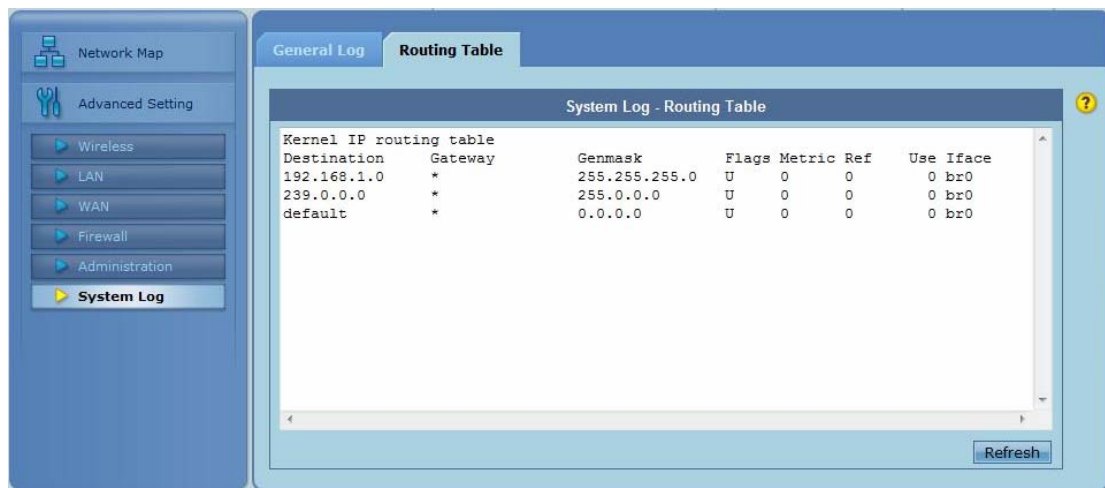 Network Map
Advanced Setting
Wireless
LAN
WAN
Firewall
Administration
System Log
General Log
Routing Table
System Log - Routing Table
?
Kernel IP routing table
Destination Gateway Genmask Flags Metric Ref Use Iface
192.168.1.0 * 255.255.255.0 U 0 0 0 br0
239.0.0.0 * 255.0.0.0 U 0 0 0 br0
default * 0.0.0.0 U 0 0 0 br0
Refresh